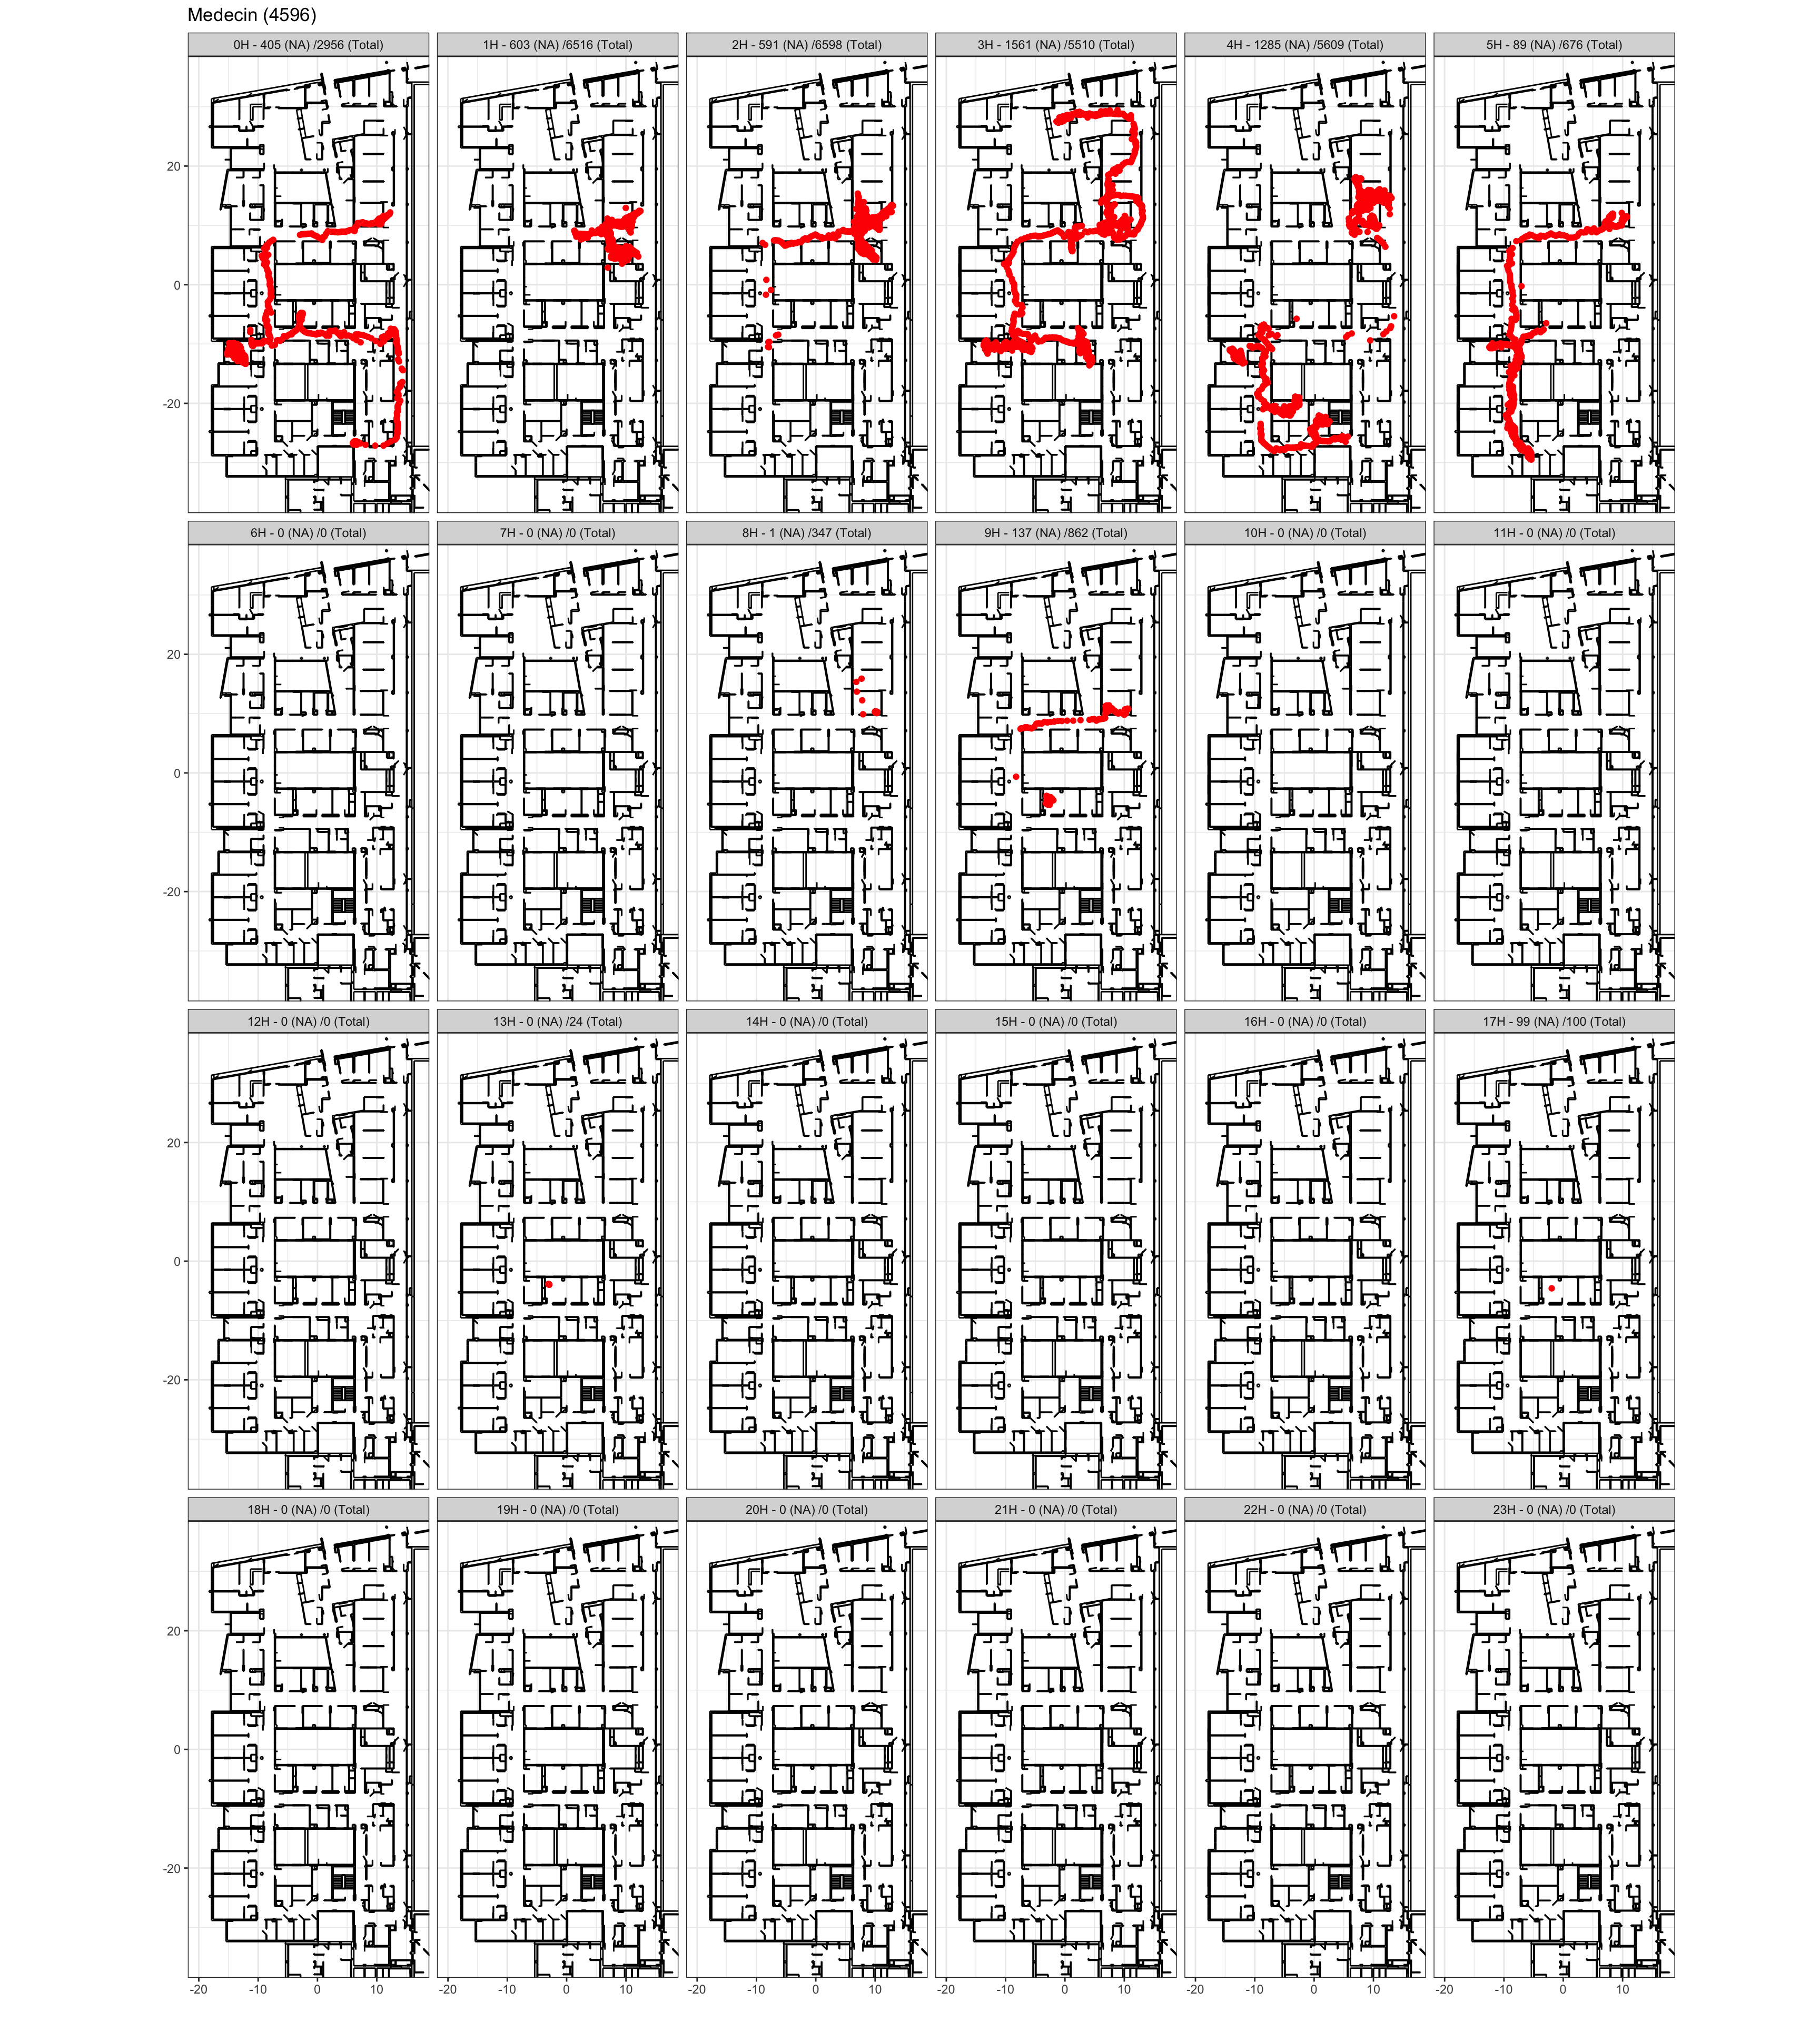 Medecin (4596)
0H - 405 (NA) /2956 (Total)
1H - 603 (NA) /6516 (Total)
2H - 591 (NA) /6598 (Total)
3H - 1561 (NA) /5510 (Total)
4H - 1285 (NA) /5609 (Total)
5H - 89 (NA) /676 (Total)
20
0
-20
6H - 0 (NA) /0 (Total)
7H - 0 (NA) /0 (Total)
8H - 1 (NA) /347 (Total)
9H - 137 (NA) /862 (Total)
10H - 0 (NA) /0 (Total)
11H - 0 (NA) /0 (Total)
20
0
-20
12H - 0 (NA) /0 (Total)
13H - 0 (NA) /24 (Total)
14H - 0 (NA) /0 (Total)
15H - 0 (NA) /0 (Total)
16H - 0 (NA) /0 (Total)
17H - 99 (NA) /100 (Total)
20
0
-20
18H - 0 (NA) /0 (Total)
19H - 0 (NA) /0 (Total)
20H - 0 (NA) /0 (Total)
21H - 0 (NA) /0 (Total)
22H - 0 (NA) /0 (Total)
23H - 0 (NA) /0 (Total)
20
0
-20
-20 -10 0 10
-20 -10 0 10
-20 -10 0 10
-20 -10 0 10
-20 -10 0 10
-20 -10 0 10